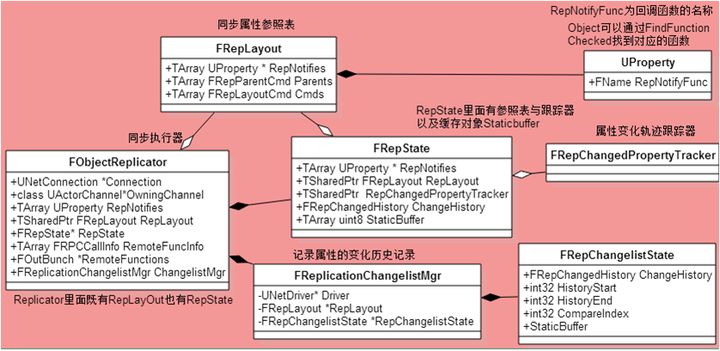 RepNotifyFunc为回调函数的名称
同步属性参照表
Object可以通过FindFunction
Checked找到对应的函数
FRepLayout
+TArray UProperty * RepNotifies
+TArray FRepParentCmd Parents
+TArray FRepLayoutCmd Cmds
UProperty
+FName RepNotifyFunc
RepState里面有参照表与跟踪器
以及缓存对象Staticbuffer
同步执行器
属性变化轨迹跟踪器
FRepState
+TArray UProperty * RepNotifies
+TSharedPtr FRepLayout RepLayout
+TSharedPtr RepChangedPropertyTracker
+FRepChangedHistory ChangeHistory
+TArray uint8 StaticBuffer
FRepChangedPropertyTracker
FObjectReplicator
+UNetConnection *Connection
+class UActorChannel*OwningChannel
+TArray UProperty RepNotifies
+TSharedPtr FRepLayout RepLayout
+FRepState* RepState
+TArray FRPCCallInfo RemoteFuncInfo
+FOutBunch *RemoteFunctions
+FReplicationChangelistMgr ChangelistMgr
Replicator里面既有RepLayOut也有RepState
记录属性的变化历史记录
FReplicationChangelistMgr
-UNetDriver* Driver
-FRepLayout *RepLayout
-FRepChangelistState *RepChangelistState
FRepChangelistState
+FRepChangedHistory ChangeHistory
+int32 HistoryStart
+int32 HistoryEnd
+int32 CompareIndex
+StaticBuffer